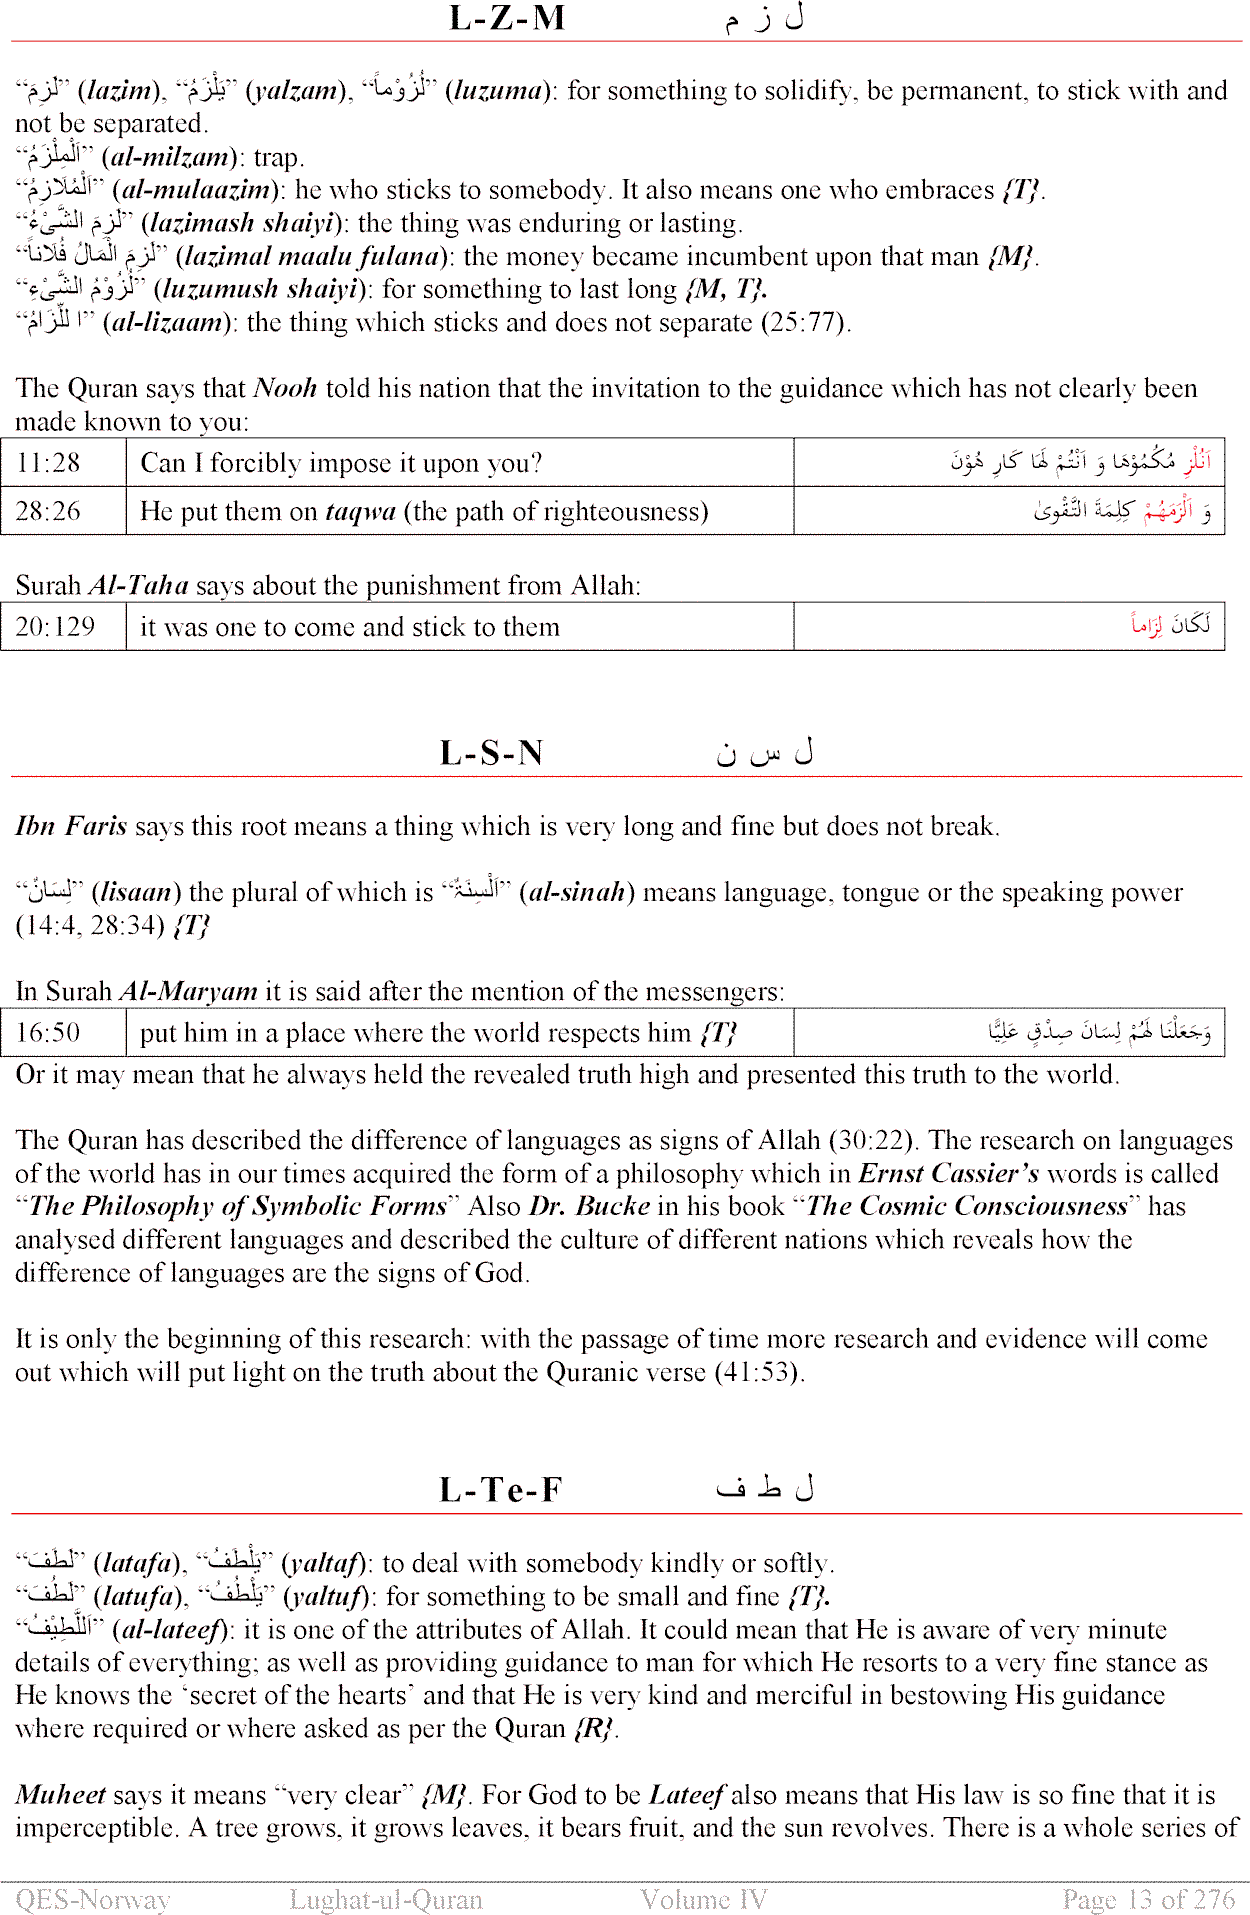 L-Z-M ل ز م
“لَزِمَ” (lazim), “يَلْزَمُ” (yalzam), “لُزُوْماً” (luzuma): for something to solidify, be permanent, to stick with and
not be separated.
“اَلْمِلْزَمُ” (al-milzam): trap.
“اَلْمُلَازِمُ” (al-mulaazim): he who sticks to somebody. It also means one who embraces {T}.
“لَزِمَ الشَّىْءُ” (lazimash shaiyi): the thing was enduring or lasting.
“لَزِمَ الْمَالُ فُلَاناً” (lazimal maalu fulana): the money became incumbent upon that man {M}.
“لُزُوْمُ الشَّىْءِ” (luzumush shaiyi): for something to last long {M, T}.
“ا للِّزَامُ” (al-lizaam): the thing which sticks and does not separate (25:77).
The Quran says that Nooh told his nation that the invitation to the guidance which has not clearly been
made known to you:
11:28 Can I forcibly impose it upon you? اَنُلْزِ مُكُمُوْهَا وَ اَنْتُمْ لَهَا كَارِ هُوْنَ
28:26 He put them on taqwa (the path of righteousness) وَ اَلْزَمَهُمْ كَلِمَةَ التَّقْوىٰ
Surah Al-Taha says about the punishment from Allah:
20:129 it was one to come and stick to them لَكَانَ لِزَاماً
L-S-N ل س ن
Ibn Faris says this root means a thing which is very long and fine but does not break.
“لِسَانٌ” (lisaan) the plural of which is “اَلْسِنَۃٌ” (al-sinah) means language, tongue or the speaking power
(14:4, 28:34) {T}
In Surah Al-Maryam it is said after the mention of the messengers:
16:50 put him in a place where the world respects him {T} وَجَعَلْنَا لَهُمْ لِسَانَ صِدْقٍ عَلِيًّا
Or it may mean that he always held the revealed truth high and presented this truth to the world.
The Quran has described the difference of languages as signs of Allah (30:22). The research on languages
of the world has in our times acquired the form of a philosophy which in Ernst Cassier’s words is called
“The Philosophy of Symbolic Forms” Also Dr. Bucke in his book “The Cosmic Consciousness” has
analysed different languages and described the culture of different nations which reveals how the
difference of languages are the signs of God.
It is only the beginning of this research: with the passage of time more research and evidence will come
out which will put light on the truth about the Quranic verse (41:53).
L-Te-F ل ط ف
“لَطَفَ” (latafa), “يَلْطَفُ” (yaltaf): to deal with somebody kindly or softly.
“لَطُفَ” (latufa), “يَلْطُفُ” (yaltuf): for something to be small and fine {T}.
“اَللَّطِيْفُ” (al-lateef): it is one of the attributes of Allah. It could mean that He is aware of very minute
details of everything; as well as providing guidance to man for which He resorts to a very fine stance as
He knows the ‘secret of the hearts’ and that He is very kind and merciful in bestowing His guidance
where required or where asked as per the Quran {R}.
Muheet says it means “very clear” {M}. For God to be Lateef also means that His law is so fine that it is
imperceptible. A tree grows, it grows leaves, it bears fruit, and the sun revolves. There is a whole series of
QES-Norway Lughat-ul-Quran Volume IV Page 13 of 276